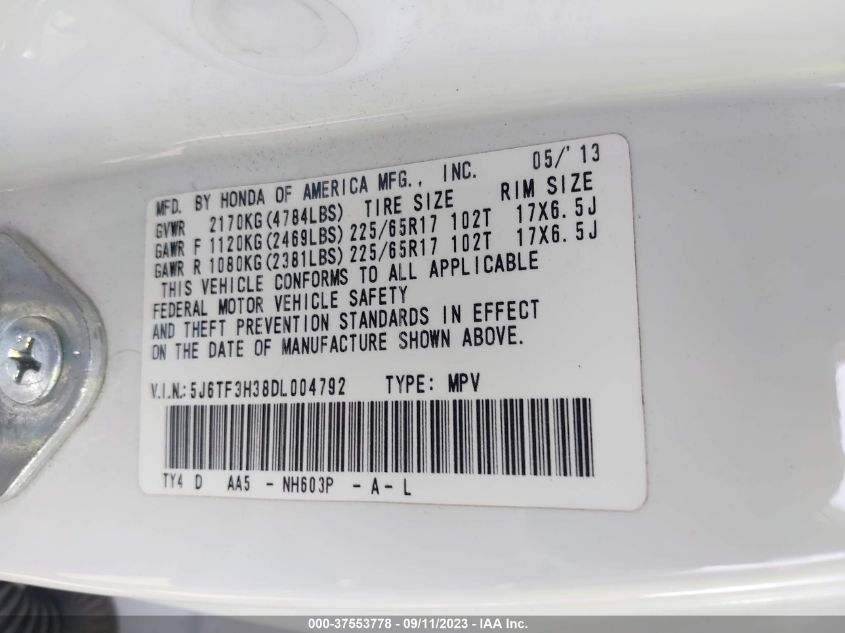 MFD. BY HONDA OF AMERICA MFG., INC. 05/'13
GVWR 2170KG(4784LBS) TIRE SIZE RIM SIZE
GAWR F 1120KG(2469LBS) 225/65R17 102T 17X6.5J
GAWR R 1080KG(2381LBS) 225/65R17 102T 17X6.5J
THIS VEHICLE CONFORMS TO ALL APPLICABLE
FEDERAL MOTOR VEHICLE SAFETY
AND THEFT PREVENTION STANDARDS IN EFFECT
ON THE DATE OF MANUFACTURE SHOWN ABOVE.
V.I.N.: 5J6TF3H38DL004792 TYPE: MPV
TY4 D AA5 - NH603P - A - L
000-37553778 - 09/11/2023 - © IAA Inc.